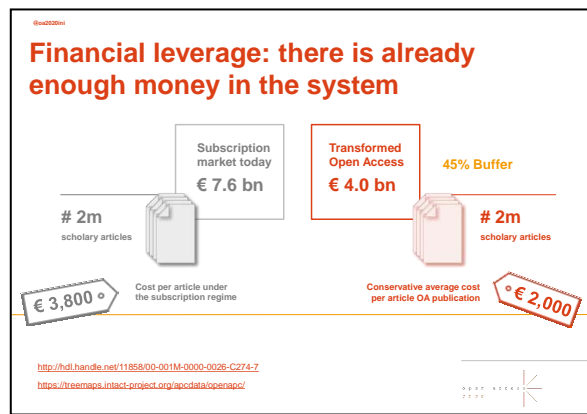 @oa2020ini
Financial leverage: there is already
enough money in the system
Subscription
market today
€ 7.6 bn
Transformed
Open Access
€ 4.0 bn
45% Buffer
# 2m
scholary articles
# 2m
scholary articles
€ 3,800
Cost per article under
the subscription regime
Conservative average cost
per article OA publication
€ 2,000
http://hdl.handle.net/11858/00-001M-0000-0026-C274-7
https://treemaps.intact-project.org/apcdata/openapc/
open access
2020